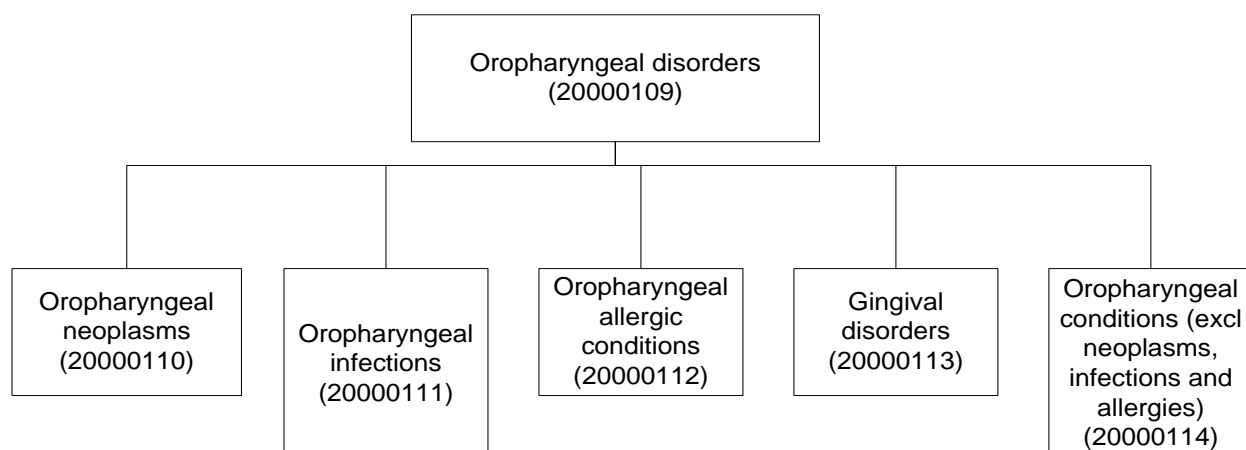 Oropharyngeal disorders
(20000109)
Oropharyngeal
neoplasms
(20000110)
Oropharyngeal
infections
(20000111)
Oropharyngeal
allergic
conditions
(20000112)
Gingival
disorders
(20000113)
Oropharyngeal
conditions (excl
neoplasms,
infections and
allergies)
(20000114)